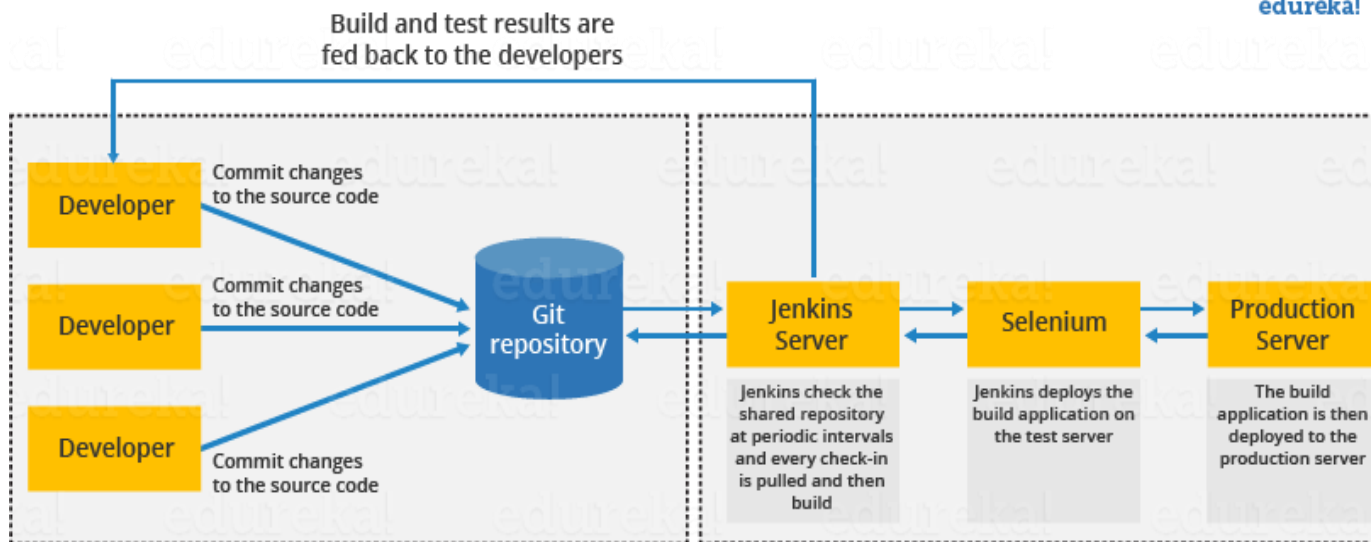 edureka!
Build and test results are
fed back to the developers
Developer
Commit changes
to the source code
Developer
Commit changes
to the source code
Developer
Commit changes
to the source code
Git
repository
Jenkins
Server
Jenkins check the
shared repository
at periodic intervals
and every check-in
is pulled and then
build
Selenium
Jenkins deploys the
build application on
the test server
Production
Server
The build
application is then
deployed to the
production server